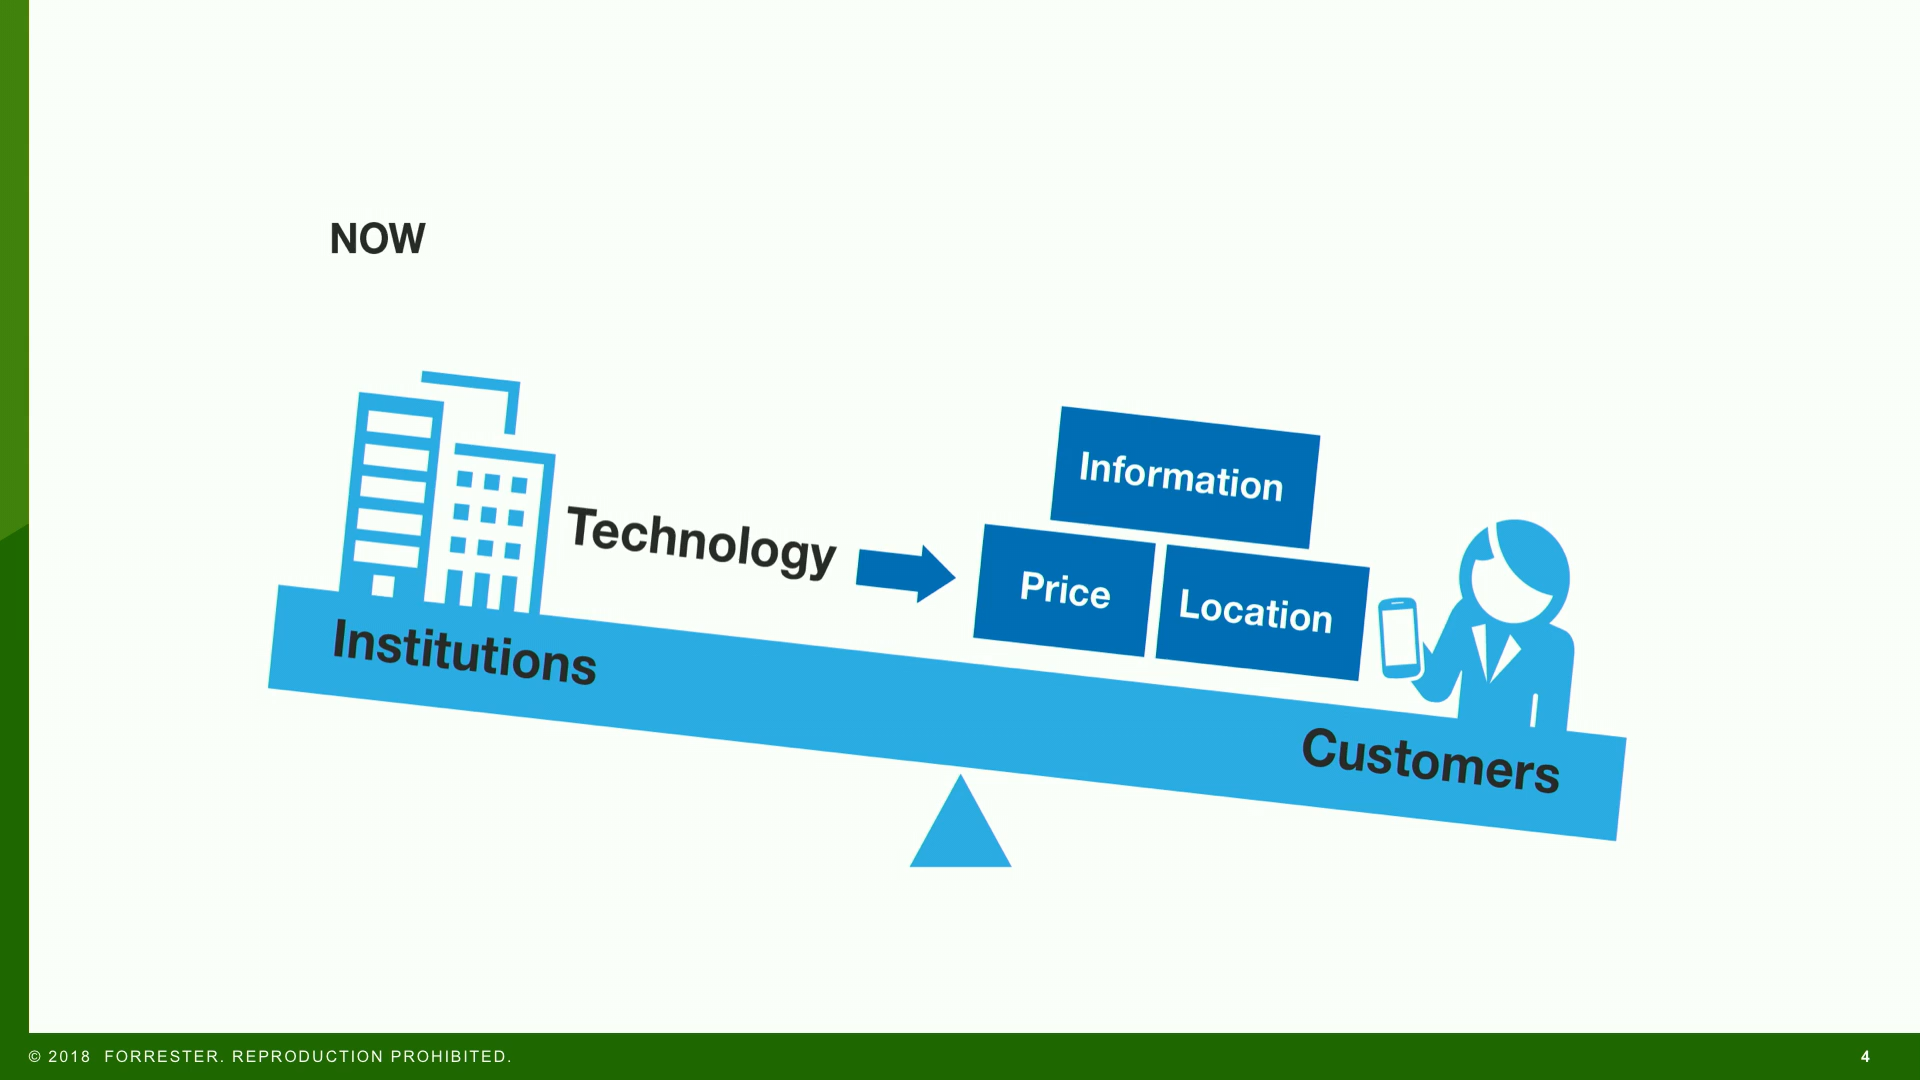 NOW
Information
Technology
Price
Location
Institutions
Customers
© 2018 FORRESTER. REPRODUCTION PROHIBITED.
4